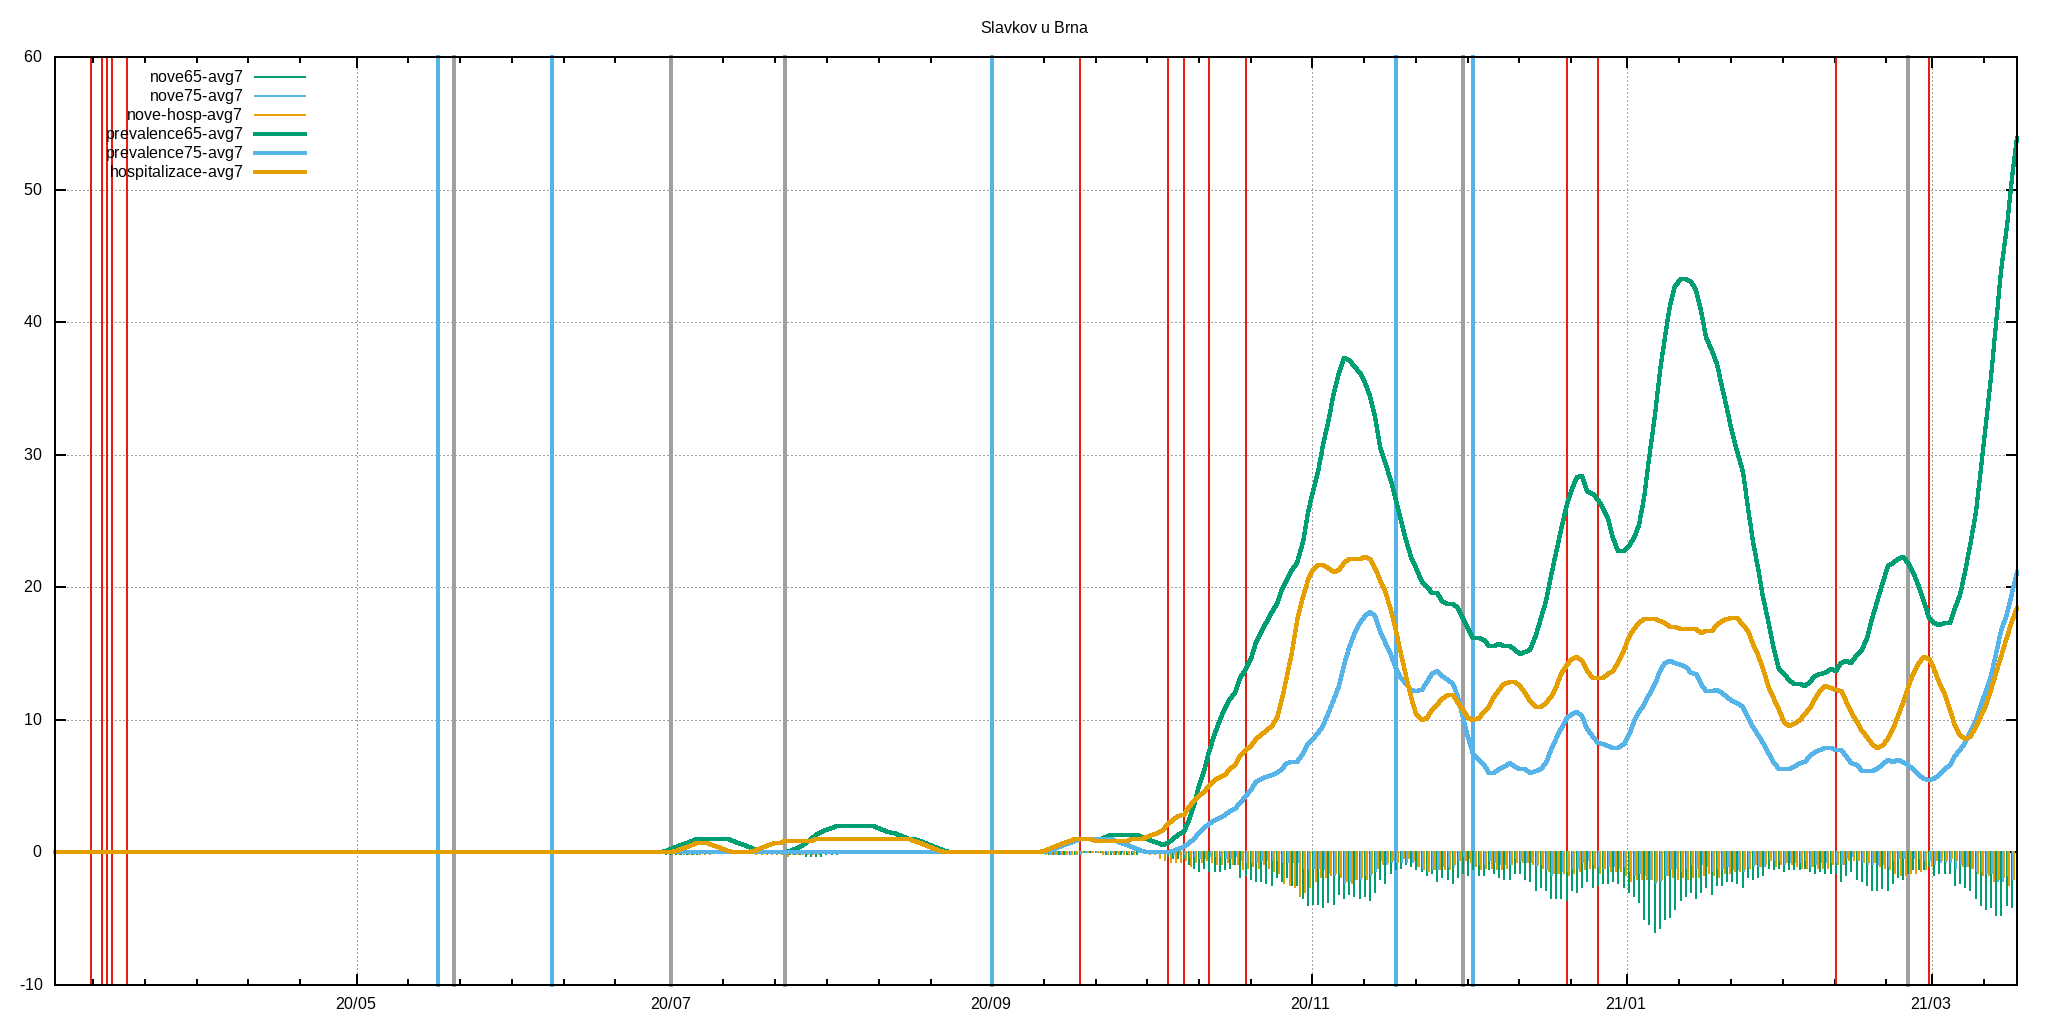 Slavkov u Brna
60
nove65-avg7
nove75-avg7
nove-hosp-avg7
prevalence65-avg7
prevalence75-avg7
hospitalizace-avg7
50
40
30
20
10
0
-10
20/05 20/07 20/09 20/11 21/01 21/03